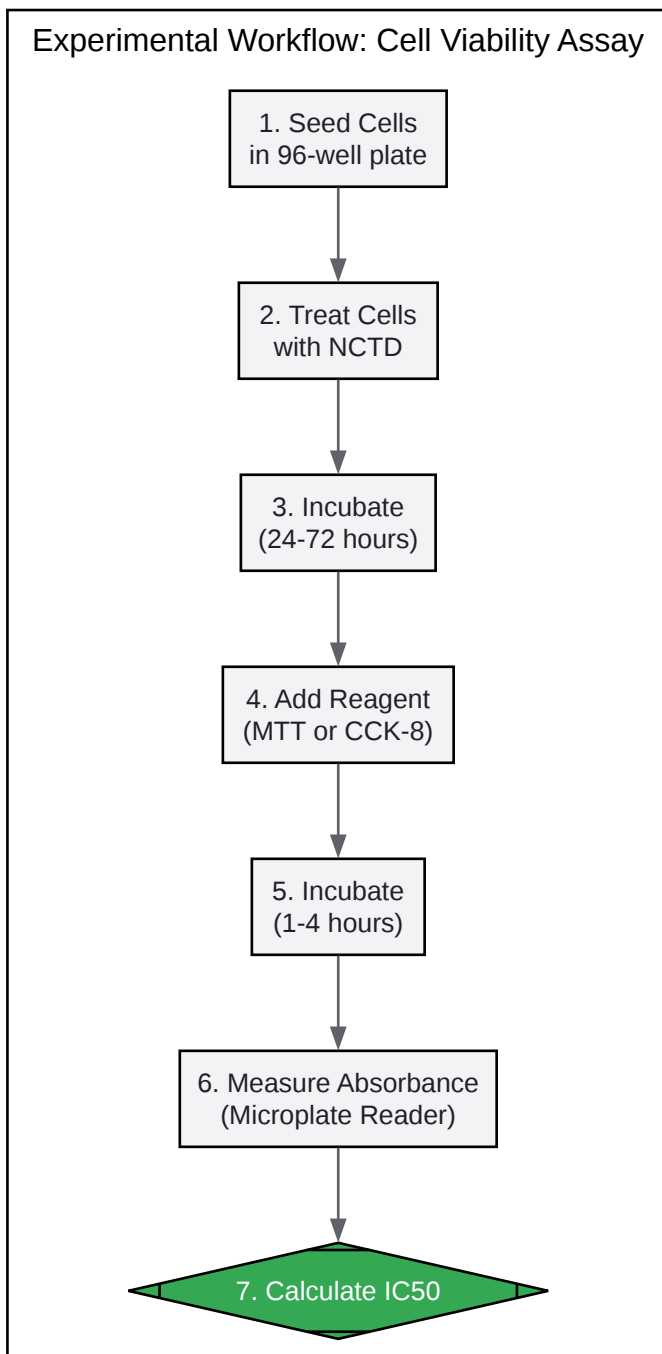 Experimental Workflow: Cell Viability Assay
1. Seed Cells
in 96-well plate
2. Treat Cells
with NCTD
3. Incubate
(24-72 hours)
4. Add Reagent
(MTT or CCK-8)
5. Incubate
(1-4 hours)
6. Measure Absorbance
(Microplate Reader)
7. Calculate IC50